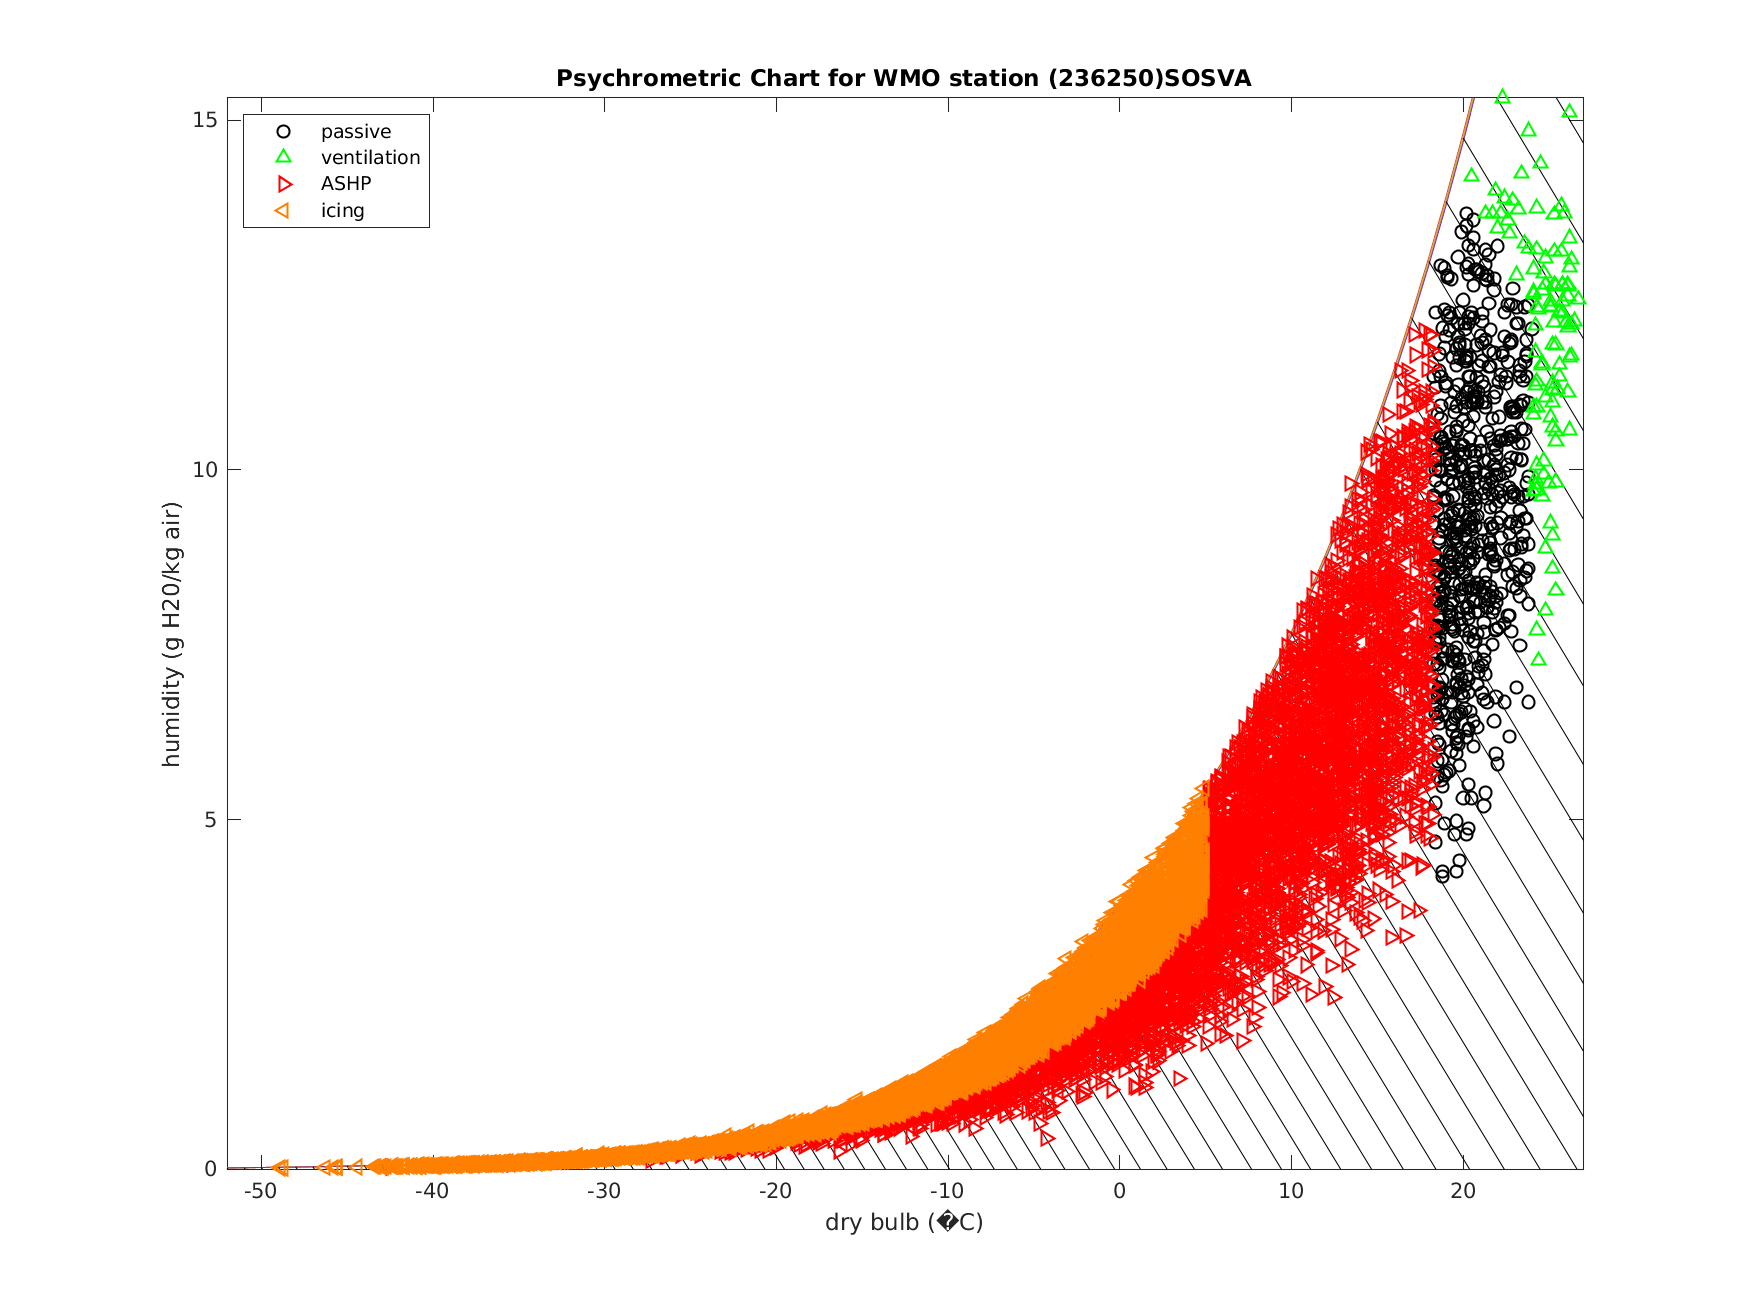 Psychrometric Chart for WMO station (236250)SOSVA
passive
ventilation
ASHP
icing
15
10
5
0
humidity (g H20/kg air)
-50 -40 -30 -20 -10 0 10 20
dry bulb (�C)